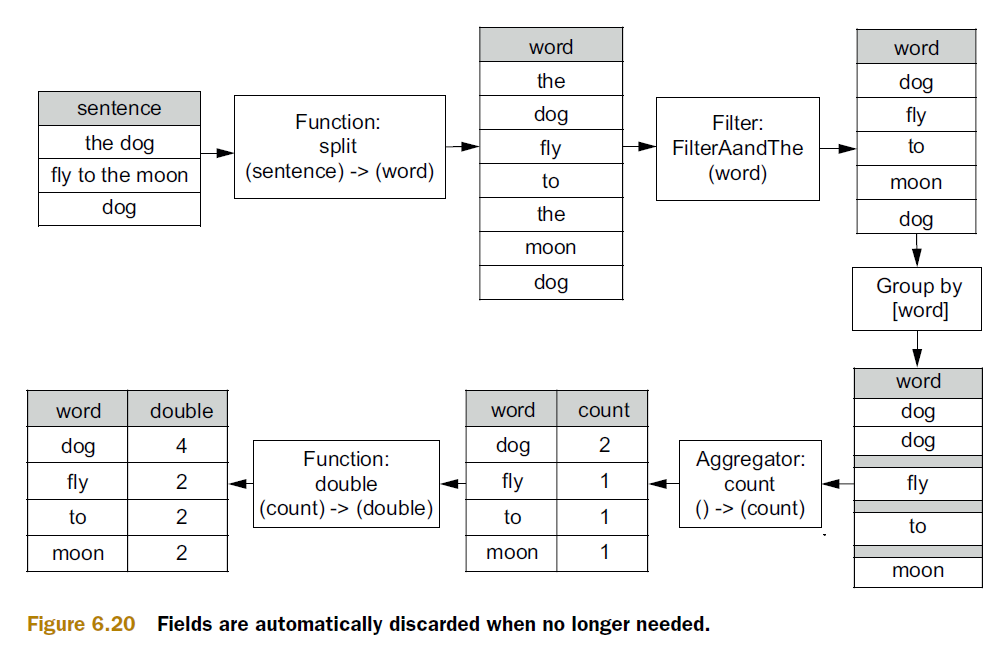 sentence
the dog
fly to the moon
dog
Function:
split
(sentence) -> (word)
word
the
dog
fly
to
the
moon
dog
Filter:
FilterAandThe
(word)
word
dog
fly
to
moon
dog
Group by
[word]
word
dog
dog
fly
to
moon
Aggregator:
count
() -> (count)
word count
dog 2
fly 1
to 1
moon 1
Function:
double
(count) -> (double)
word double
dog 4
fly 2
to 2
moon 2
Figure 6.20 Fields are automatically discarded when no longer needed.